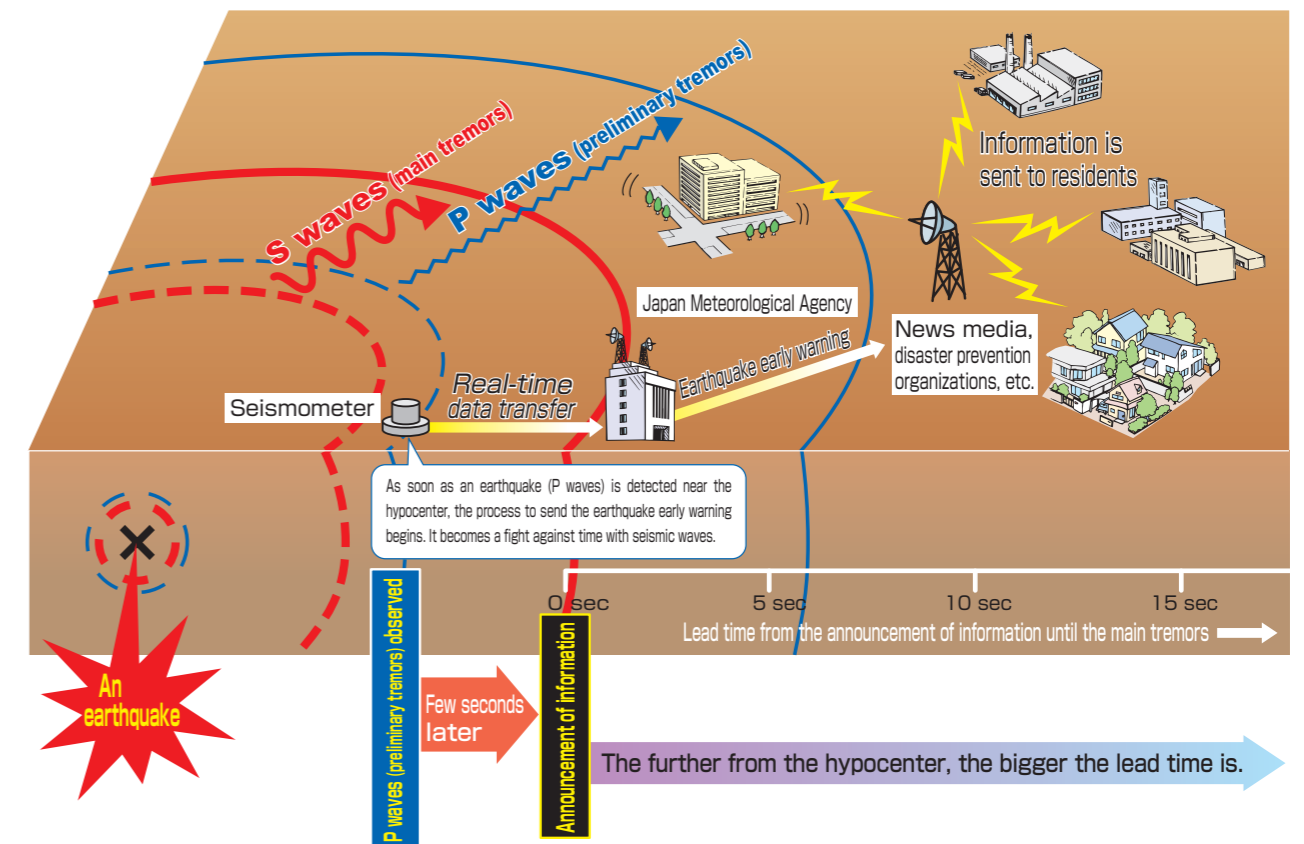 S waves (main tremors)
P waves (preliminary tremors)
Information is
sent to residents
Japan Meteorological Agency
Earthquake early warning
News media,
disaster prevention
organizations, etc.
Seismometer
Real-time
data transfer
As soon as an earthquake (P waves) is detected near the
hypocenter, the process to send the earthquake early warning
begins. It becomes a fight against time with seismic waves.
0 sec
5 sec
10 sec
15 sec
Lead time from the announcement of information until the main tremors
An
earthquake
P waves (preliminary tremors) observed
Few seconds
later
Announcement of information
The further from the hypocenter, the bigger the lead time is.